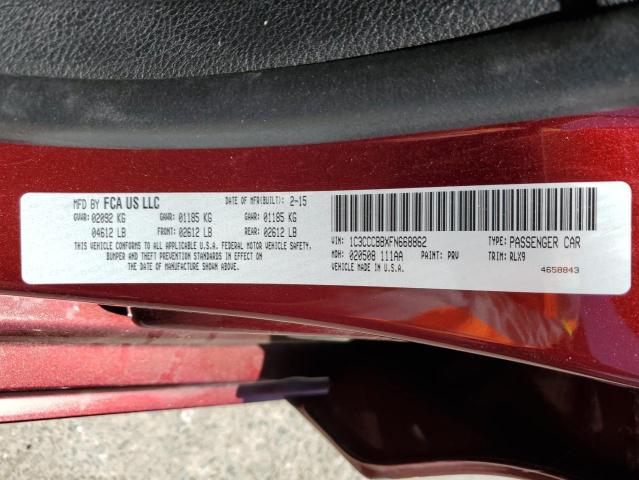 MFD BY FCA US LLC DATE OF MFR(BUILT): 2-15
GVWR: 02092 KG GAWR: 01185 KG GAWR: 01185 KG
04612 LB FRONT: 02612 LB REAR: 02612 LB
THIS VEHICLE CONFORMS TO ALL APPLICABLE U.S.A. FEDERAL MOTOR VEHICLE SAFETY,
BUMPER AND THEFT PREVENTION STANDARDS IN EFFECT ON
THE DATE OF MANUFACTURE SHOWN ABOVE.
VIN: 1C3CCCBBXFN668862 TYPE: PASSENGER CAR
MDH: 020508 111AA PAINT: PRV TRIM: RLX9
MADE IN U.S.A. 4658843